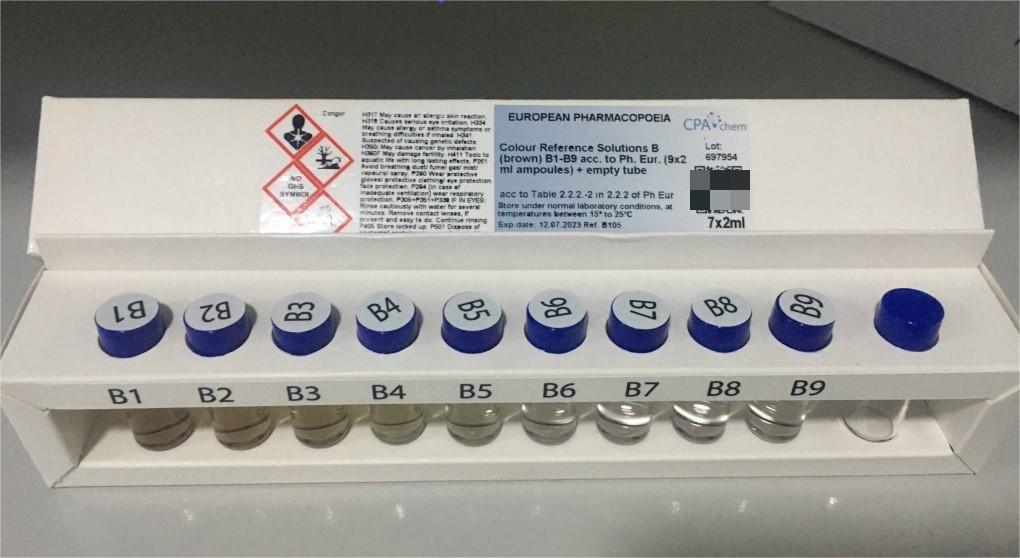 Danger
NO
GHS
SYMBOL
H317 May cause an allergic skin reaction.
H319 Causes serious eye irritation. H334
May cause allergy or asthma symptoms or
breathing difficulties if inhaled. H341
Suspected of causing genetic defects.
H350i May cause cancer by inhalation
H360F May damage fertility. H411 Toxic to
aquatic life with long lasting effects. P261
Avoid breathing dust/ fume/ gas/ mist/
vapours/ spray. P280 Wear protective
gloves/ protective clothing/ eye protection/
face protection. P284 [In case of
inadequate ventilation] wear respiratory
protection. P305+P351+P338 IF IN EYES:
Rinse cautiously with water for several
minutes. Remove contact lenses, if
present and easy to do. Continue rinsing
P405 Store locked up. P501 Dispose of
EUROPEAN PHARMACOPOEIA
CPAchem
Colour Reference Solutions B
(brown) B1-B9 acc. to Ph. Eur. (9x2
ml ampoules) + empty tube
acc to Table 2.2.2.-2 in 2.2.2 of Ph Eur
Store under normal laboratory conditions, at
temperatures between 15° to 25°C
Exp.date: 12.07.2023 Ref. B105
Lot:
697954
7x2ml
B1 B2 B3 B4 B5 B6 B7 B8 B9
B1 B2 B3 B4 B5 B6 B7 B8 B9